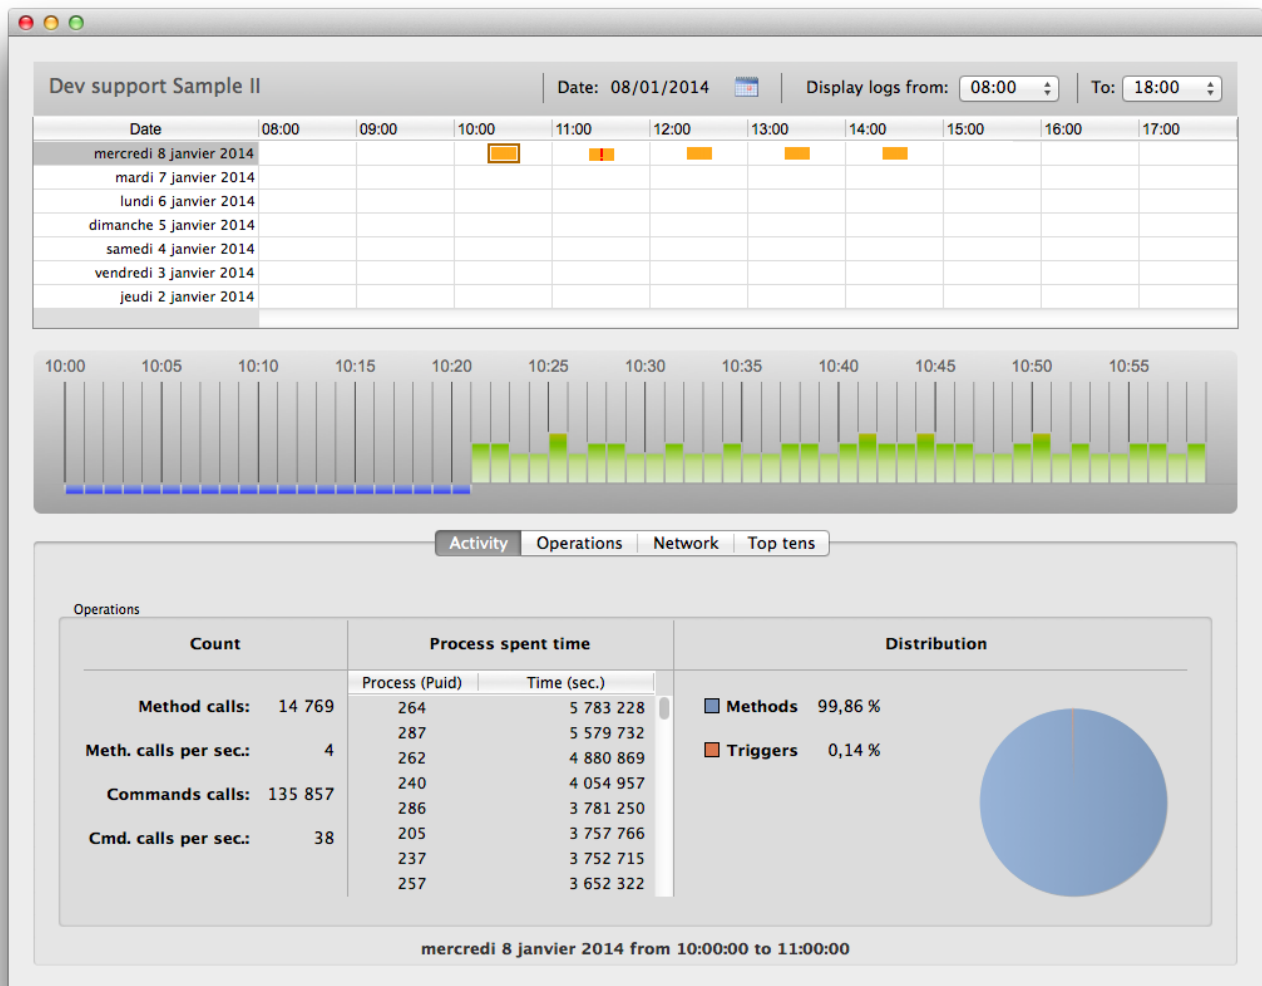 Dev support Sample II
Date: 08/01/2014
Display logs from: 08:00
To: 18:00
Date 08:00 09:00 10:00 11:00 12:00 13:00 14:00 15:00 16:00 17:00
mercredi 8 janvier 2014
!
mardi 7 janvier 2014
lundi 6 janvier 2014
dimanche 5 janvier 2014
samedi 4 janvier 2014
vendredi 3 janvier 2014
jeudi 2 janvier 2014
10:00 10:05 10:10 10:15 10:20 10:25 10:30 10:35 10:40 10:45 10:50 10:55
Activity Operations Network Top tens
Operations
Count
Method calls: 14 769
Meth. calls per sec.: 4
Commands calls: 135 857
Cmd. calls per sec.: 38
Process spent time
Process (Puid) Time (sec.)
264 5 783 228
287 5 579 732
262 4 880 869
240 4 054 957
286 3 781 250
205 3 757 766
237 3 752 715
257 3 652 322
Distribution
Methods 99,86 %
Triggers 0,14 %
mercredi 8 janvier 2014 from 10:00:00 to 11:00:00